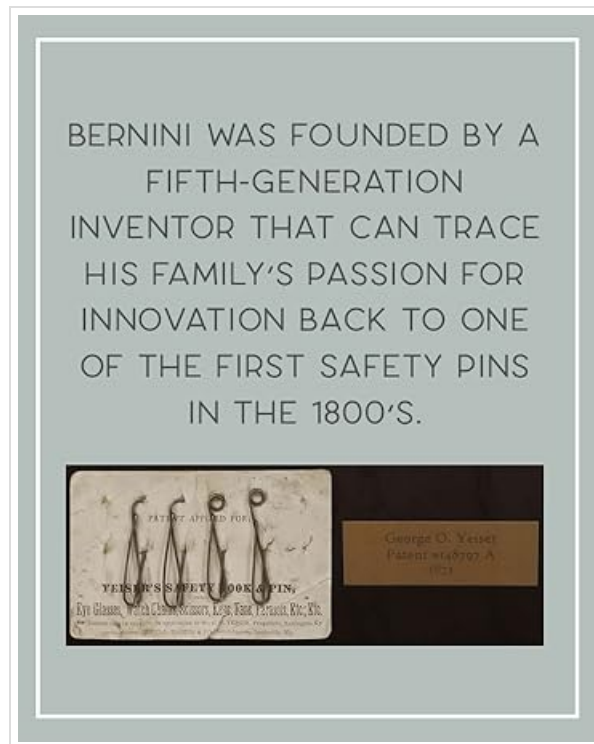 BERNINI WAS FOUNDED BY A
FIFTH-GENERATION
INVENTOR THAT CAN TRACE
HIS FAMILY'S PASSION FOR
INNOVATION BACK TO ONE
OF THE FIRST SAFETY PINS
IN THE 1800'S.
PATENT APPLIED FOR
YEISER'S SAFETY HOOK & PIN,
Eye Glasses, Watch Chains, Scissors, Keys, Fans, Parasols, Etc., Etc.
George O. Yeiser
Patent